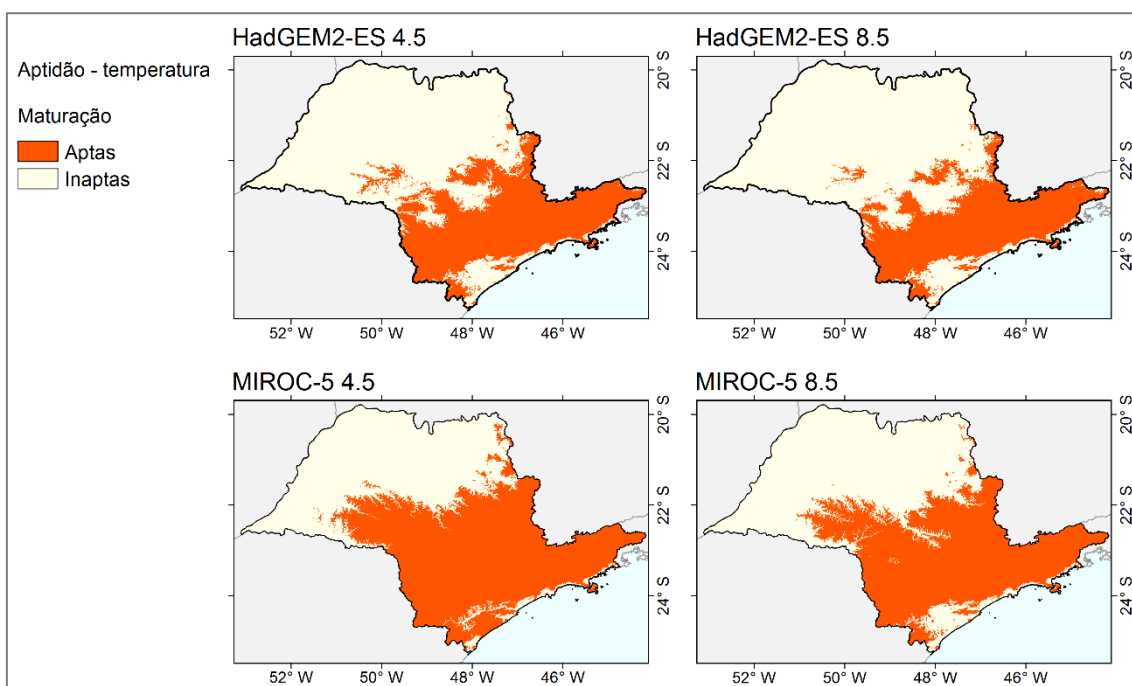 HadGEM2-ES 4.5
HadGEM2-ES 8.5
Aptidão - temperatura
Maturação
Aptas
Inaptas
20° S
22° S
24° S
20° S
22° S
24° S
52° W 50° W 48° W 46° W
52° W 50° W 48° W 46° W
MIROC-5 4.5
MIROC-5 8.5
20° S
22° S
24° S
20° S
22° S
24° S
52° W 50° W 48° W 46° W
52° W 50° W 48° W 46° W